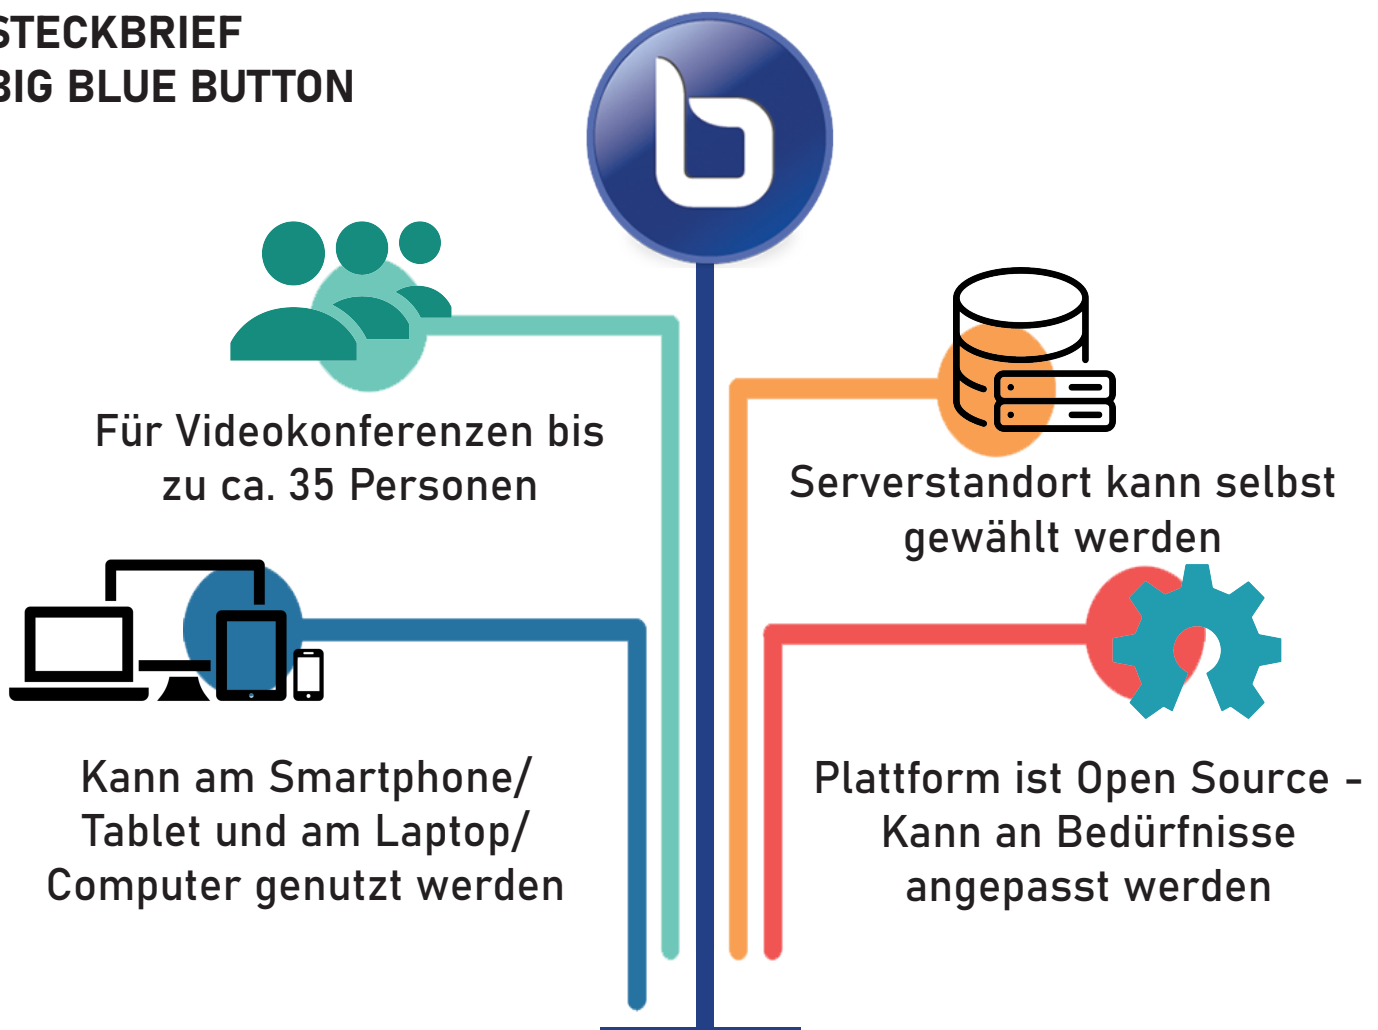 STECKBRIEF
BIG BLUE BUTTON
b
Für Videokonferenzen bis
zu ca. 35 Personen
Serverstandort kann selbst
gewählt werden
Kann am Smartphone/
Tablet und am Laptop/
Computer genutzt werden
Plattform ist Open Source -
Kann an Bedürfnisse
angepasst werden